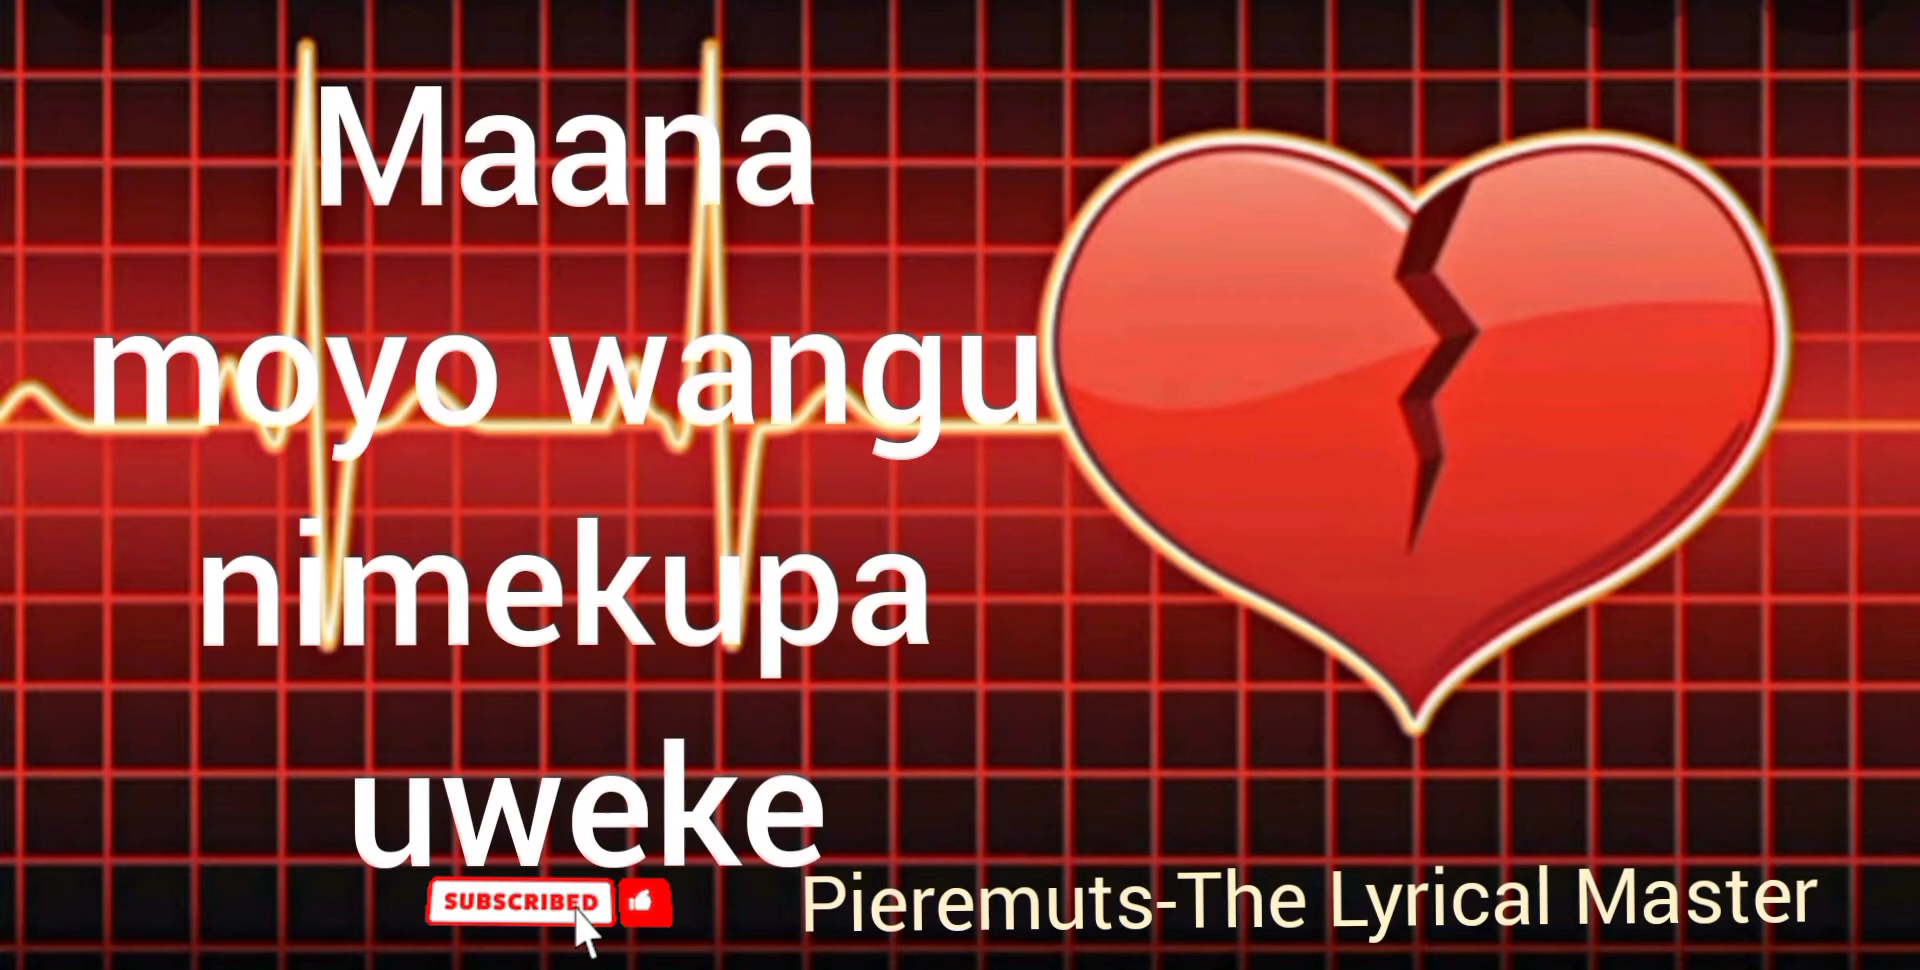 Maana
moyo wangu
nimekupa
uweke
SUBSCRIBED
Pieremuts-The Lyrical Master